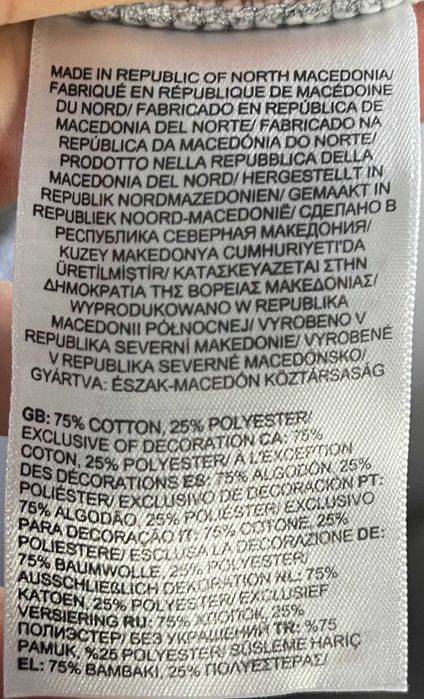 MADE IN REPUBLIC OF NORTH MACEDONIA/
FABRIQUÉ EN RÉPUBLIQUE DE MACÉDOINE
DU NORD/ FABRICADO EN REPÚBLICA DE
MACEDONIA DEL NORTE/ FABRICADO NA
REPÚBLICA DA MACEDÓNIA DO NORTE/
PRODOTTO NELLA REPUBBLICA DELLA
MACEDONIA DEL NORD/ HERGESTELLT IN
REPUBLIK NORDMAZEDONIEN/ GEMAAKT IN
REPUBLIEK NOORD-MACEDONIË/ СДЕЛАНО В
РЕСПУБЛИКА СЕВЕРНАЯ МАКЕДОНИЯ/
KUZEY MAKEDONYA CUMHURIYETI'DA
ÜRETİLMİŞTİR/ ΚΑΤΑΣΚΕΥΑΖΕΤΑΙ ΣΤΗΝ
ΔΗΜΟΚΡΑΤΙΑ ΤΗΣ ΒΟΡΕΙΑΣ ΜΑΚΕΔΟΝΙΑΣ/
WYPRODUKOWANO W REPUBLIKA
MACEDONII PÓŁNOCNEJ/ VYROBENO V
REPUBLIKA SEVERNÍ MAKEDONIE/ VYROBENÉ
V REPUBLIKA SEVERNÉ MACEDÓNSKO/
GYÁRTVA: ÉSZAK-MACEDÓN KÖZTÁRSASÁG
GB: 75% COTTON, 25% POLYESTER/
EXCLUSIVE OF DECORATION CA: 75%
COTON, 25% POLYESTER/ À L'EXCEPTION
DES DÉCORATIONS ES: 75% ALGODÓN, 25%
POLIÉSTER/ EXCLUSIVO DE DECORACIÓN PT:
75% ALGODÃO, 25% POLIÉSTER/ EXCLUSIVO
PARA DECORAÇÃO IT: 75% COTONE, 25%
POLIESTERE/ ESCLUSA LA DECORAZIONE DE:
75% BAUMWOLLE, 25% POLYESTER/
AUSSCHLIEßLICH DEKORATION NL: 75%
KATOEN, 25% POLYESTER/ EXCLUSIEF
VERSIERING RU: 75% ХЛОПОК, 25%
ПОЛИЭСТЕР/ БЕЗ УКРАШЕНИЙ TR: %75
PAMUK, %25 POLYESTER/ SÜSLEME HARİÇ
EL: 75% ΒΑΜΒΑΚΙ, 25% ΠΟΛΥΕΣΤΕΡΑΣ/